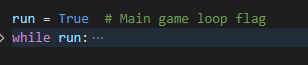 run = True  # Main game loop flag
while run:···